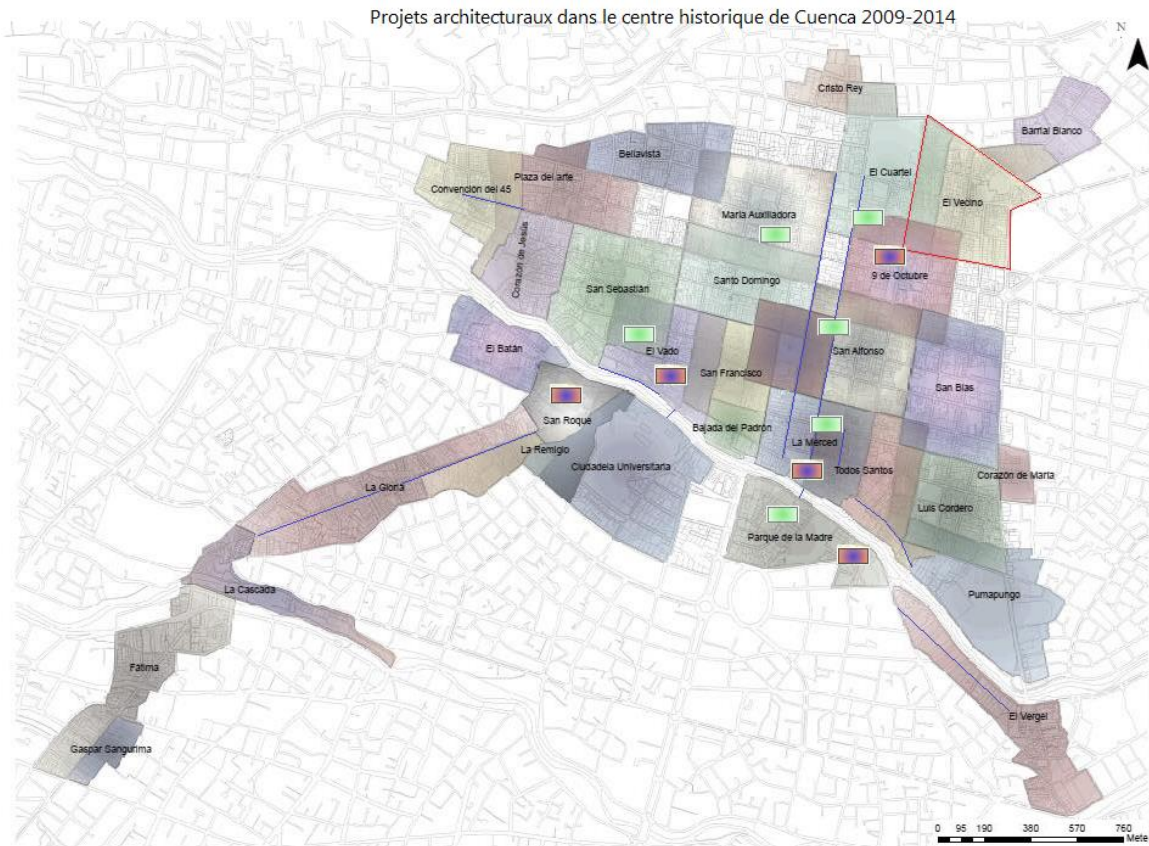 Projets architecturaux dans le centre historique de Cuenca 2009-2014
N
Cristo Rey
Barrial Blanco
Bellavista
El Cuartel
Plaza del arte
Convención del 45
El Vecino
María Auxiliadora
Corazón de Jesús
9 de Octubre
Santo Domingo
San Sebastián
El Batán
El Vado
San Alfonso
San Francisco
San Blas
San Roque
Bajada del Padrón
La Merced
La Remigio
Ciudadela Universitaria
Todos Santos
Corazón de María
La Gloria
Luis Cordero
Parque de la Madre
La Cascada
Pumapungo
Fátima
El Vergel
Gaspar Sangurima
0 95 190 380 570 760
Mete